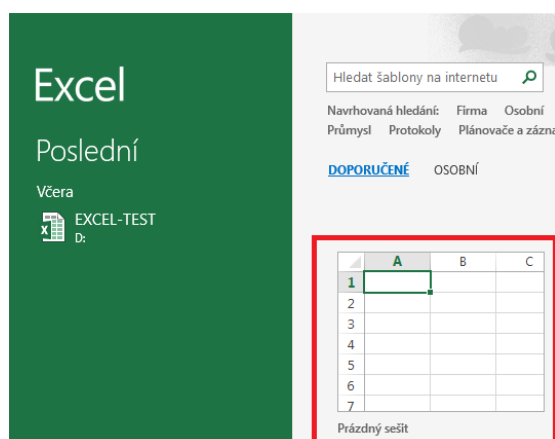 Excel
Poslední
Včera
EXCEL-TEST
D:
Hledat šablony na internetu
Navrhovaná hledání: Firma Osobní
Průmysl Protokoly Plánovače a
DOPORUČENÉ OSOBNÍ
A B C
1
2
3
4
5
6
7
Prázdný sešit